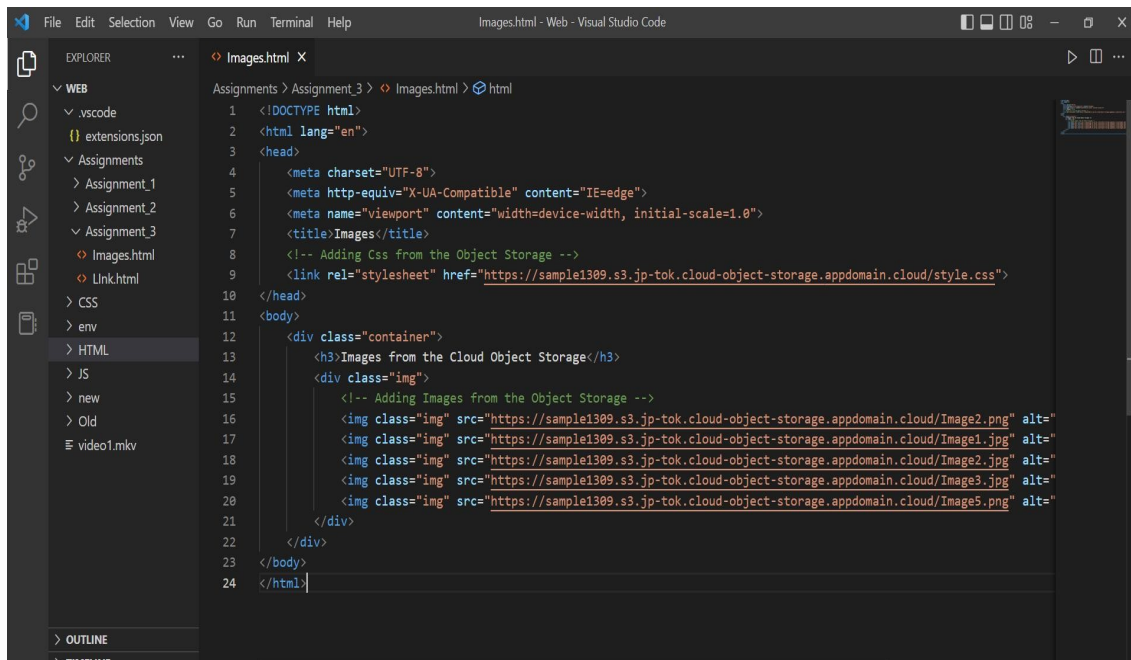 File Edit Selection View Go Run Terminal Help Images.html - Web - Visual Studio Code
EXPLORER
WEB
.vscode
{} extensions.json
Assignments
Assignment_1
Assignment_2
Assignment_3
<> Images.html
<> LInk.html
CSS
env
HTML
JS
new
Old
video1.mkv
OUTLINE
TIMELINE
<> Images.html X
Assignments > Assignment_3 > <> Images.html > html
1 <!DOCTYPE html>
2 <html lang="en">
3 <head>
4 <meta charset="UTF-8">
5 <meta http-equiv="X-UA-Compatible" content="IE=edge">
6 <meta name="viewport" content="width=device-width, initial-scale=1.0">
7 <title>Images</title>
8 <!-- Adding Css from the Object Storage -->
9 <link rel="stylesheet" href="https://sample1309.s3.jp-tok.cloud-object-storage.appdomain.cloud/style.css">
10 </head>
11 <body>
12 <div class="container">
13 <h3>Images from the Cloud Object Storage</h3>
14 <div class="img">
15 <!-- Adding Images from the Object Storage -->
16 <img class="img" src="https://sample1309.s3.jp-tok.cloud-object-storage.appdomain.cloud/Image2.png" alt="
17 <img class="img" src="https://sample1309.s3.jp-tok.cloud-object-storage.appdomain.cloud/Image1.jpg" alt="
18 <img class="img" src="https://sample1309.s3.jp-tok.cloud-object-storage.appdomain.cloud/Image2.jpg" alt="
19 <img class="img" src="https://sample1309.s3.jp-tok.cloud-object-storage.appdomain.cloud/Image3.jpg" alt="
20 <img class="img" src="https://sample1309.s3.jp-tok.cloud-object-storage.appdomain.cloud/Image5.png" alt="
21 </div>
22 </div>
23 </body>
24 </html>